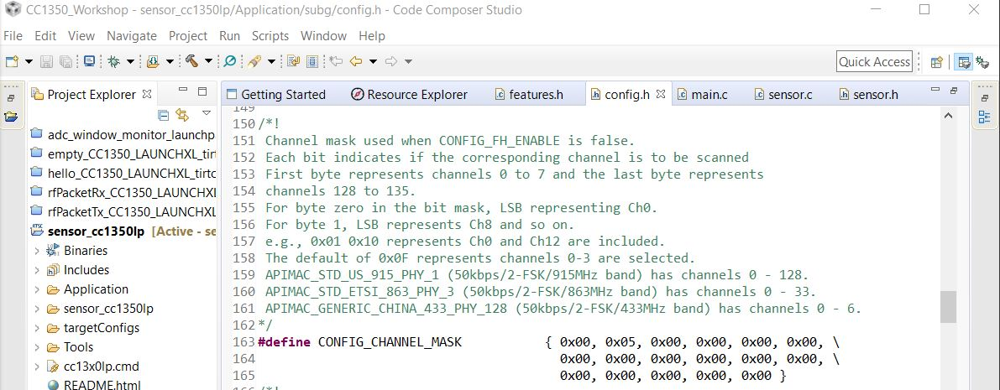 CC1350_Workshop - sensor_cc1350lp/Application/subg/config.h - Code Composer Studio
File Edit View Navigate Project Run Scripts Window Help
Quick Access
Project Explorer
adc_window_monitor_launchpa
empty_CC1350_LAUNCHXL_tirt
hello_CC1350_LAUNCHXL_tirtc
rfPacketRx_CC1350_LAUNCHXL
rfPacketTx_CC1350_LAUNCHXL
RTSC
sensor_cc1350lp [Active - se
Binaries
Includes
Application
sensor_cc1350lp
targetConfigs
Tools
cc13x0lp.cmd
README.html
Getting Started Resource Explorer features.h config.h main.c sensor.c sensor.h
149
150 /*!
151 Channel mask used when CONFIG_FH_ENABLE is false.
152 Each bit indicates if the corresponding channel is to be scanned
153 First byte represents channels 0 to 7 and the last byte represents
154 channels 128 to 135.
155 For byte zero in the bit mask, LSB representing Ch0.
156 For byte 1, LSB represents Ch8 and so on.
157 e.g., 0x01 0x10 represents Ch0 and Ch12 are included.
158 The default of 0x0F represents channels 0-3 are selected.
159 APIMAC_STD_US_915_PHY_1 (50kbps/2-FSK/915MHz band) has channels 0 - 128.
160 APIMAC_STD_ETSI_863_PHY_3 (50kbps/2-FSK/863MHz band) has channels 0 - 33.
161 APIMAC_GENERIC_CHINA_433_PHY_128 (50kbps/2-FSK/433MHz band) has channels 0 - 6.
162 */
163 #define CONFIG_CHANNEL_MASK { 0x00, 0x05, 0x00, 0x00, 0x00, 0x00, \
164 0x00, 0x00, 0x00, 0x00, 0x00, 0x00, \
165 0x00, 0x00, 0x00, 0x00, 0x00 }
166 /*!